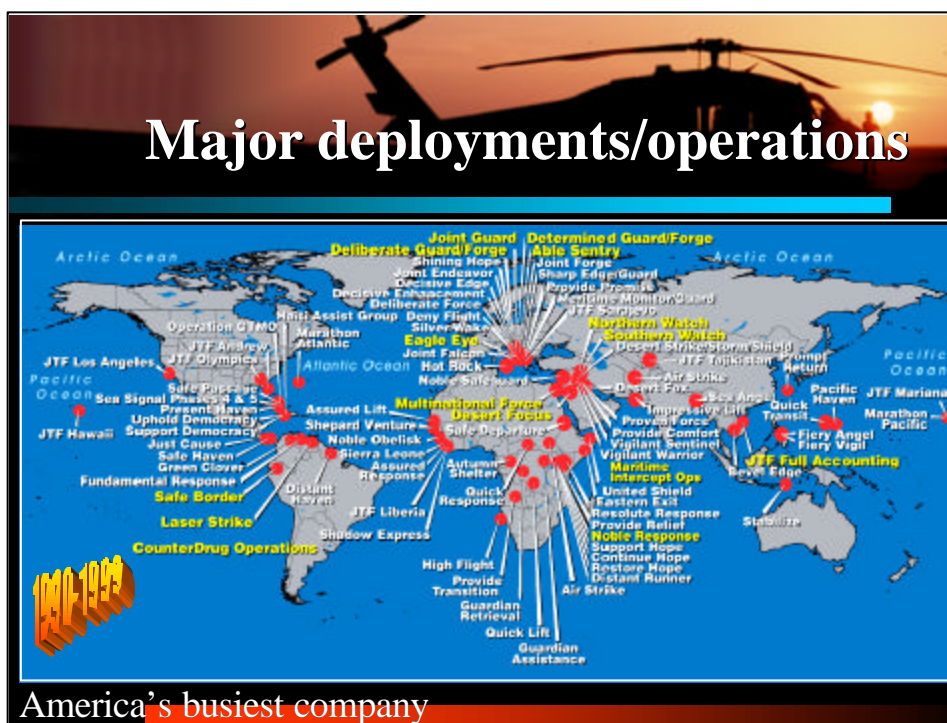 Major deployments/operations
Arctic Ocean
Joint Guard
Determined Guard/Forge
Deliberate Guard/Forge
Able Sentry
Arctic Ocean
Shining Hope
Joint Forge
Joint Endeavor
Sharp Edge/Guard
Decisive Edge
Provide Promise
Decisive Enhancement
Maritime Monitor/Guard
Deliberate Force
JTF Sarajevo
Haiti Assist Group
Deny Flight
Northern Watch
Operation GTMO
Silver Wake
Southern Watch
Marathon
Atlantic
JTF Andrew
Eagle Eye
Desert Strike/Storm/Shield
JTF Los Angeles
JTF Olympics
Atlantic Ocean
Joint Falcon
JTF Tajikistan
Prompt
Return
Pacific
Ocean
Hot Rock
Air Strike
Pacific
Ocean
Safe Passage
Noble Safeguard
Desert Fox
Sea Angel
Pacific
Haven
JTF Marianas
Sea Signal Phases 4 & 5
Multinational Force
Impressive Lift
Quick
Transit
Present Haven
Assured Lift
Desert Focus
Proven Force
Marathon
Pacific
JTF Hawaii
Uphold Democracy
Shepard Venture
Safe Departure
Provide Comfort
Support Democracy
Noble Obelisk
Vigilant Sentinel
Fiery Angel
Just Cause
Sierra Leone
Vigilant Warrior
Fiery Vigil
Safe Haven
Assured
Response
Autumn
Shelter
Maritime
Intercept Ops
JTF Full Accounting
Green Clover
Bevel Edge
Fundamental Response
Distant
Haven
Quick
Response
United Shield
Safe Border
Eastern Exit
JTF Liberia
Resolute Response
Stabilize
Laser Strike
Shadow Express
Provide Relief
Noble Response
CounterDrug Operations
Support Hope
High Flight
Continue Hope
Restore Hope
Provide
Transition
Distant Runner
Air Strike
Guardian
Retrieval
Quick Lift
Guardian
Assistance
1990-1999
America's busiest company